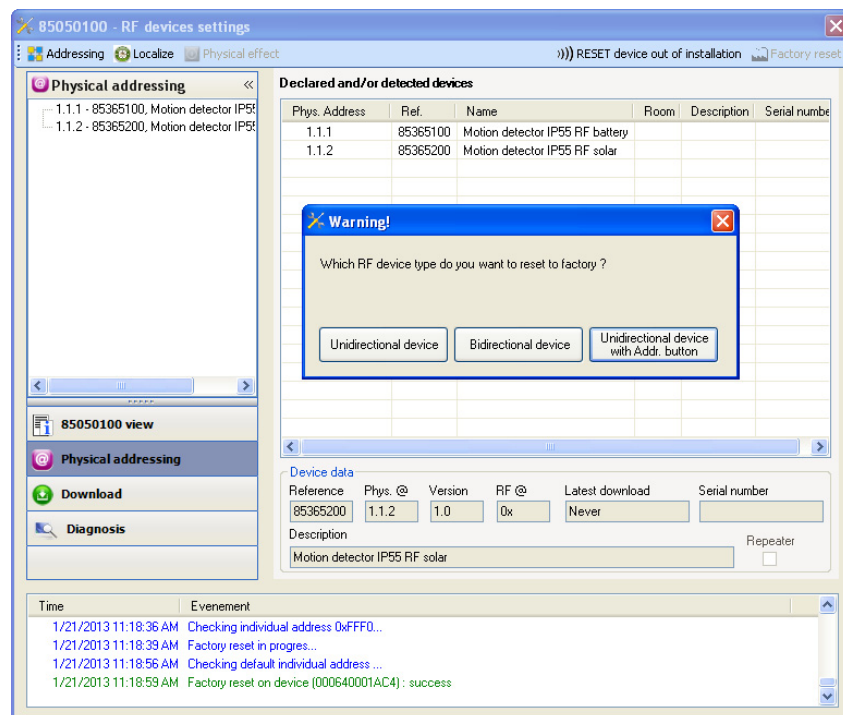 85050100 - RF devices settings
Addressing Localize Physical effect RESET device out of installation Factory reset
Physical addressing
1.1.1 - 85365100, Motion detector IP5
1.1.2 - 85365200, Motion detector IP5
Declared and/or detected devices
Phys. Address Ref. Name Room Description Serial numbe
1.1.1 85365100 Motion detector IP55 RF battery
1.1.2 85365200 Motion detector IP55 RF solar
Warning!
Which RF device type do you want to reset to factory ?
Unidirectional device
Bidirectional device
Unidirectional device
with Addr. button
85050100 view
Physical addressing
Download
Diagnosis
Device data
Reference Phys. @ Version RF @ Latest download Serial number
85365200 1.1.2 1.0 0x Never
Description
Repeater
Motion detector IP55 RF solar
Time Evenement
1/21/2013 11:18:36 AM Checking individual address 0xFFF0...
1/21/2013 11:18:39 AM Factory reset in progres...
1/21/2013 11:18:56 AM Checking default individual address ...
1/21/2013 11:18:59 AM Factory reset on device (000640001AC4) : success